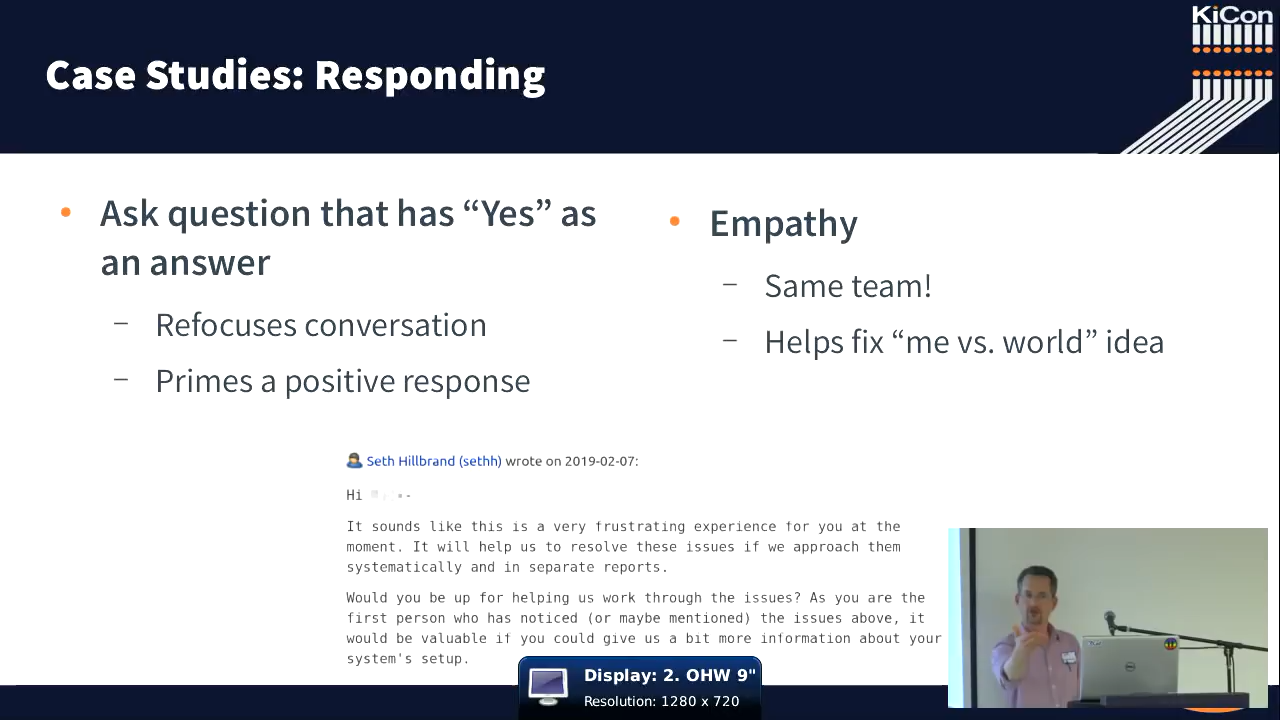 KiCon
Case Studies: Responding
Ask question that has “Yes” as
an answer
– Refocuses conversation
– Primes a positive response
Empathy
– Same team!
– Helps fix “me vs. world” idea
Seth Hillbrand (sethh) wrote on 2019-02-07:
Hi
It sounds like this is a very frustrating experience for you at the
moment. It will help us to resolve these issues if we approach them
systematically and in separate reports.
Would you be up for helping us work through the issues? As you are the
first person who has noticed (or maybe mentioned) the issues above, it
would be valuable if you could give us a bit more information about your
system's setup.
Display: 2. OHW 9"
Resolution: 1280 x 720